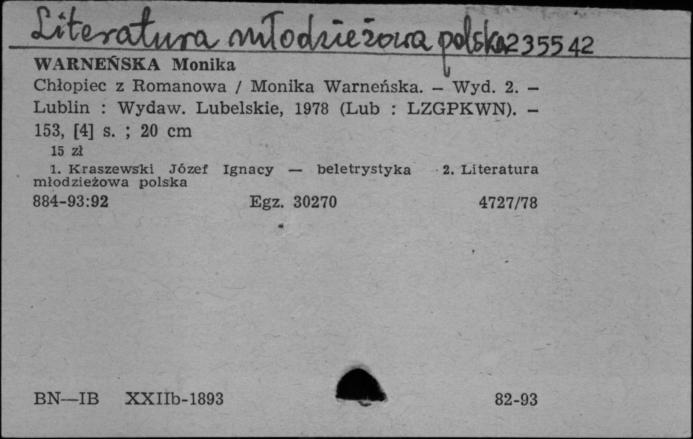 Literatura młodzieżowa polska 235542
WARNEŃSKA Monika
Chłopiec z Romanowa / Monika Warneńska. – Wyd. 2. –
Lublin : Wydaw. Lubelskie, 1978 (Lub : LZGPKWN). –
153, [4] s. ; 20 cm
15 zł
1. Kraszewski Józef Ignacy — beletrystyka 2. Literatura
młodzieżowa polska
884-93:92 Egz. 30270 4727/78
BN—IB XXIIb-1893 82-93